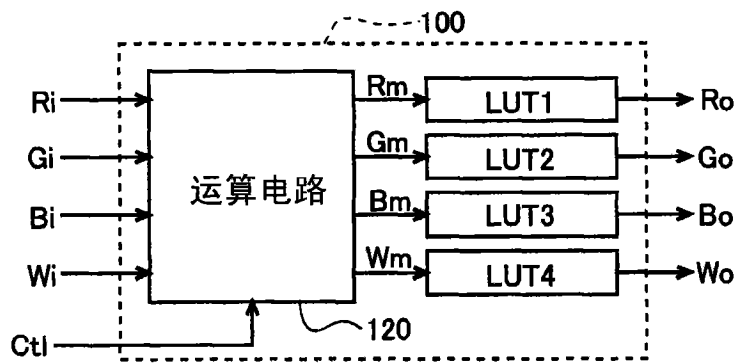 100
Ri
Rm
LUT1
Ro
Gi
Gm
LUT2
Go
运算电路
Bi
Bm
LUT3
Bo
Wi
Wm
LUT4
Wo
Ctl
120